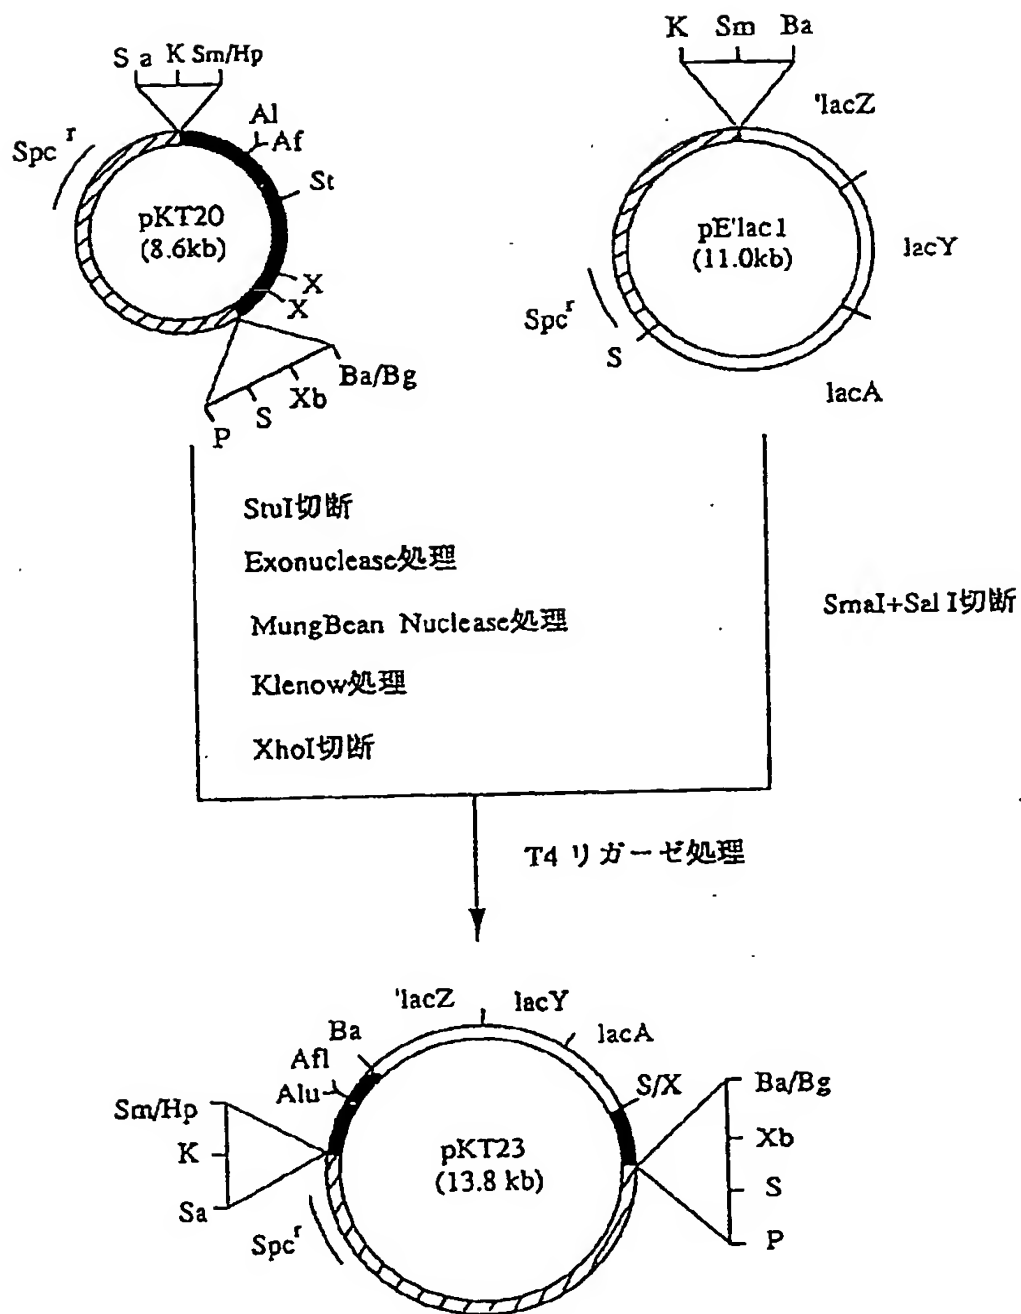 Sa K Sm/Hp
Al
Af
St
Spc r
pKT20
(8.6kb)
X
X
Ba/Bg
Xb
S
P
K Sm Ba
'lacZ
pE'lac1
(11.0kb)
lacY
Spc r
S
lacA
StuI切断
Exonuclease処理
MungBean Nuclease処理
Klenow処理
XhoI切断
SmaI+Sal I切断
T4 リガーゼ処理
'lacZ
lacY
lacA
Ba
Afl
Alu
S/X
Sm/Hp
K
Sa
pKT23
(13.8 kb)
Spc r
Ba/Bg
Xb
S
P